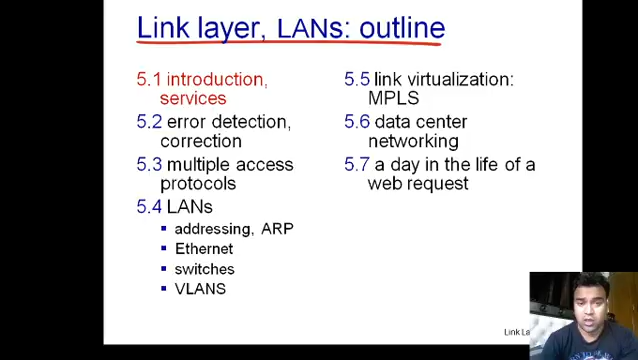 Link layer, LANs: outline
5.1 introduction,
services
5.2 error detection,
correction
5.3 multiple access
protocols
5.4 LANs
▪ addressing, ARP
▪ Ethernet
▪ switches
▪ VLANS
5.5 link virtualization:
MPLS
5.6 data center
networking
5.7 a day in the life of a
web request
Link La